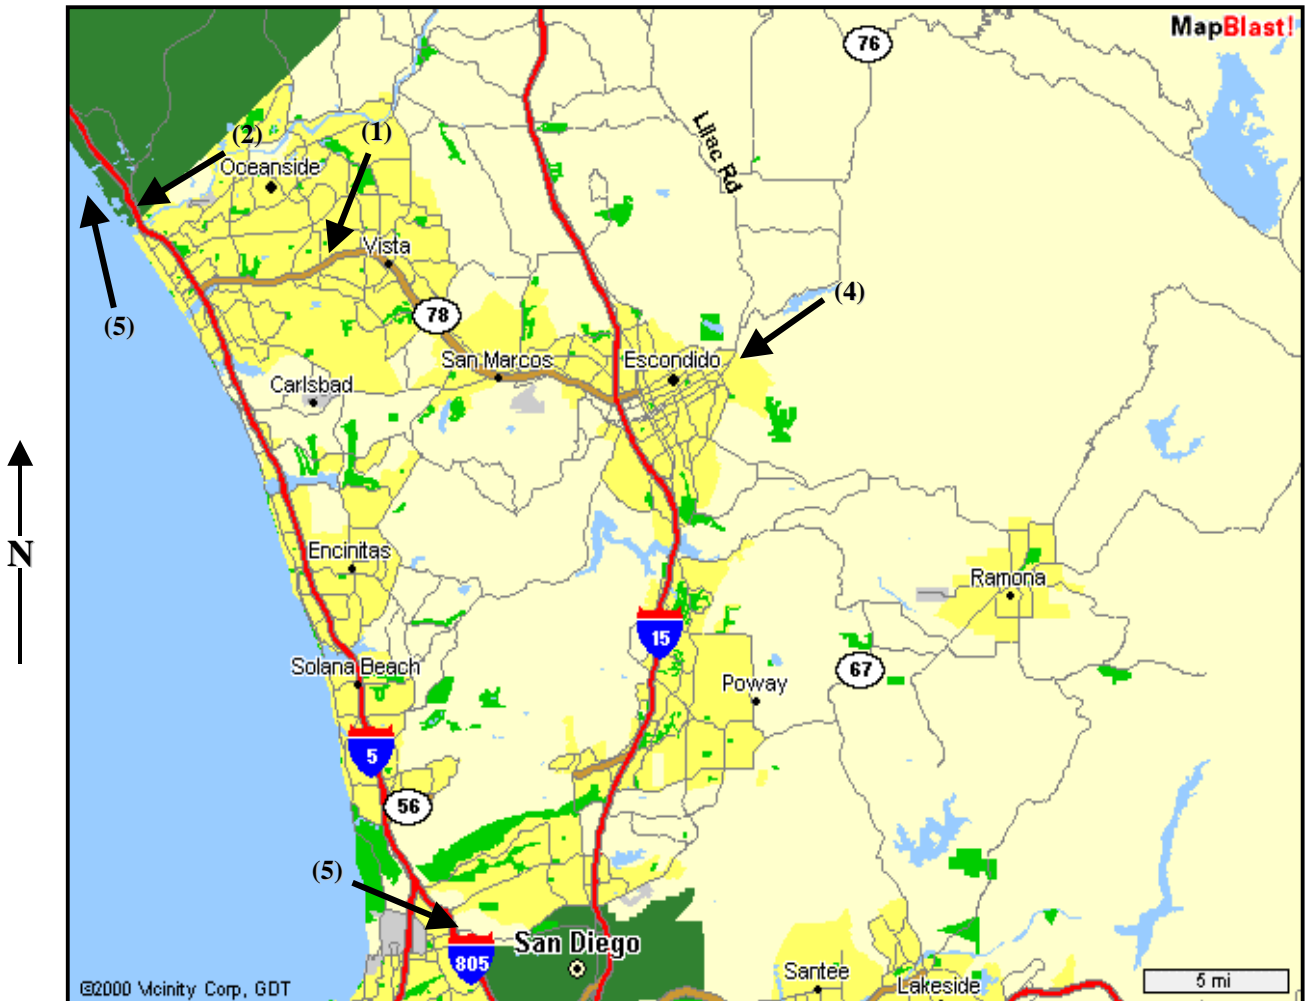 MapBlast!
76
Lilac Rd
(2)
(1)
Oceanside
Vista
(4)
(5)
78
San Marcos
Escondido
Carlsbad
N
Encinitas
Ramona
15
Solana Beach
67
Poway
5
56
(5)
San Diego
805
Santee
Lakeside
5 mi
©2000 Vicinity Corp, GDT